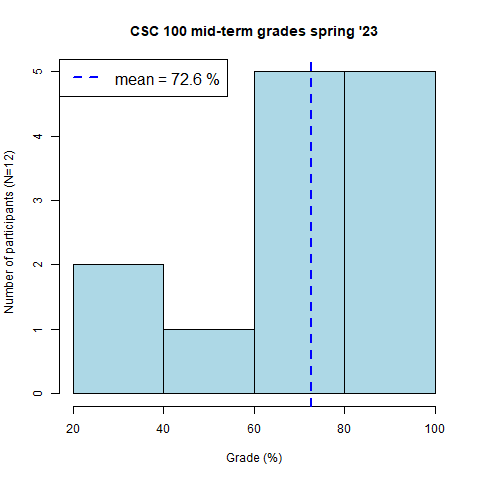 CSC 100 mid-term grades spring '23
mean = 72.6 %
Number of participants (N=12)
5
4
3
2
1
0
20 40 60 80 100
Grade (%)